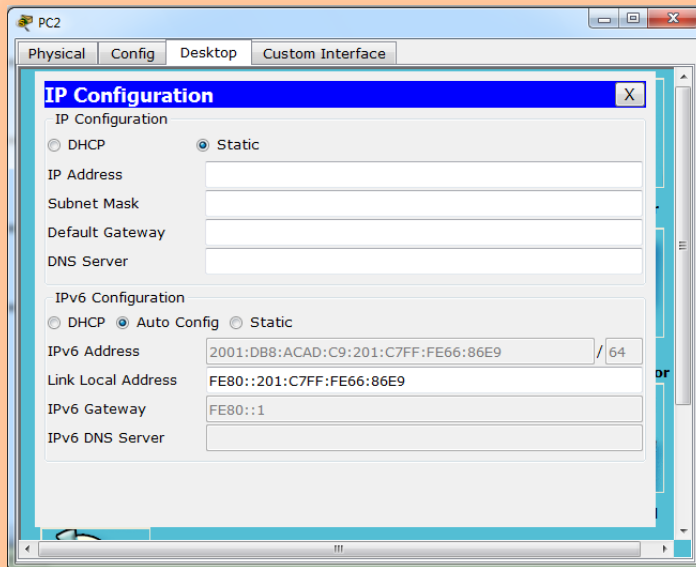 PC2
Physical Config Desktop Custom Interface
IP Configuration X
IP Configuration
DHCP Static
IP Address
Subnet Mask
Default Gateway
DNS Server
IPv6 Configuration
DHCP Auto Config Static
IPv6 Address 2001:DB8:ACAD:C9:201:C7FF:FE66:86E9 / 64
Link Local Address FE80::201:C7FF:FE66:86E9
IPv6 Gateway FE80::1
IPv6 DNS Server
or